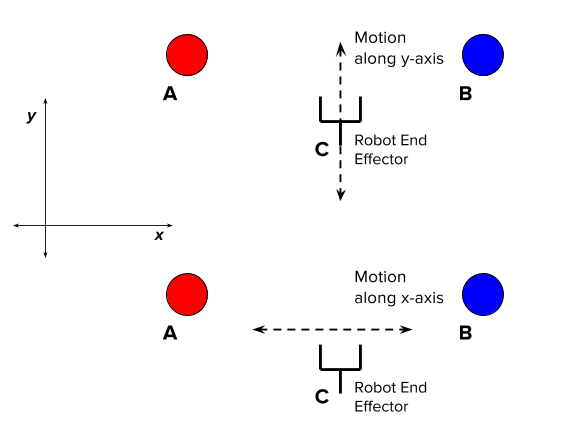 Motion
along y-axis
A
B
y
C
Robot End
Effector
x
Motion
along x-axis
A
B
C
Robot End
Effector